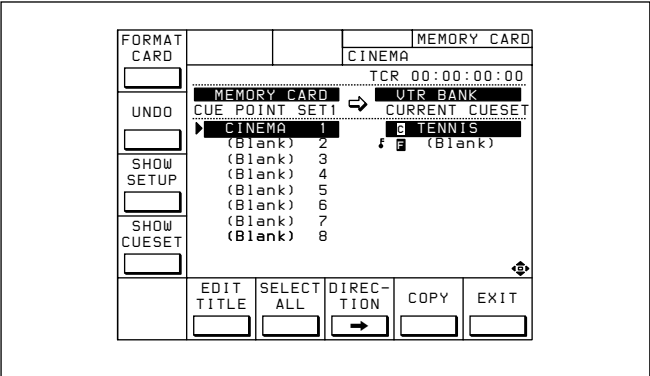 FORMAT CARD
MEMORY CARD
CINEMA
TCR 00:00:00:00
MEMORY CARD
VTR BANK
CUE POINT SET1
CURRENT CUESET
CINEMA 1
C TENNIS
(Blank) 2
F (Blank)
(Blank) 3
(Blank) 4
(Blank) 5
(Blank) 6
(Blank) 7
(Blank) 8
UNDO
SHOW SETUP
SHOW CUESET
EDIT TITLE
SELECT ALL
DIREC-
TION
COPY
EXIT